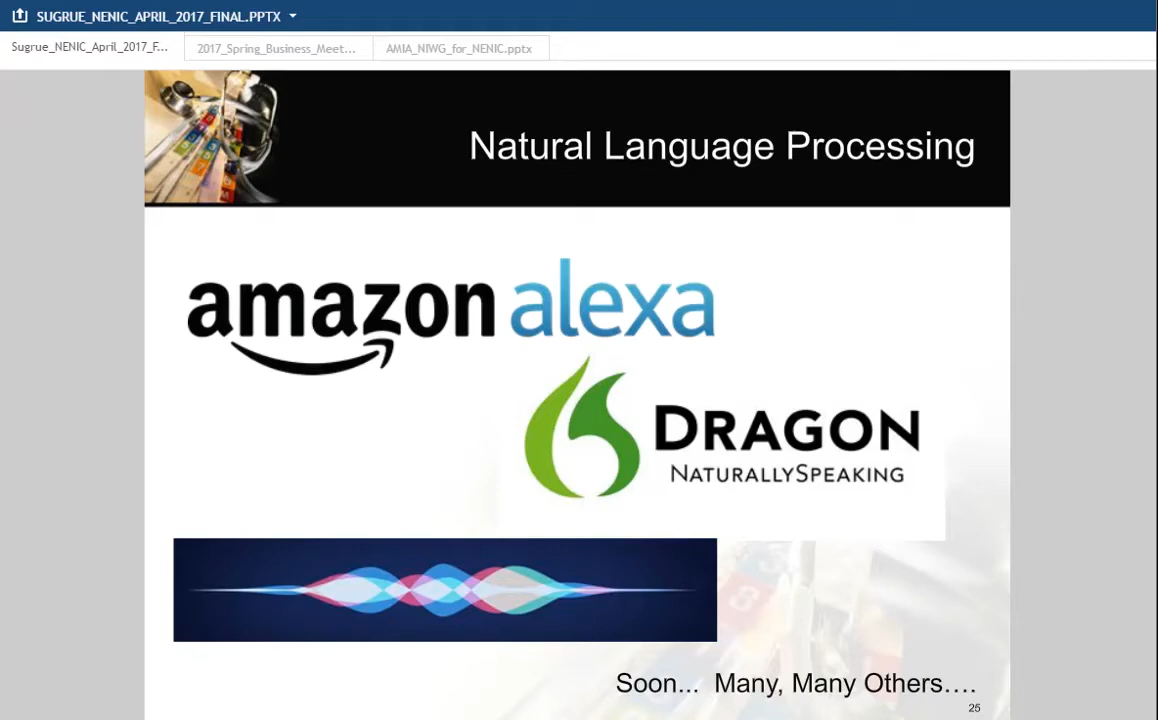 SUGRUE_NENIC_APRIL_2017_FINAL.PPTX
Sugrue_NENIC_April_2017_F... 2017_Spring_Business_Meet... AMIA_NIWG_for_NENIC.pptx
Natural Language Processing
amazon alexa
DRAGON
NATURALLYSPEAKING
Soon... Many, Many Others….
25